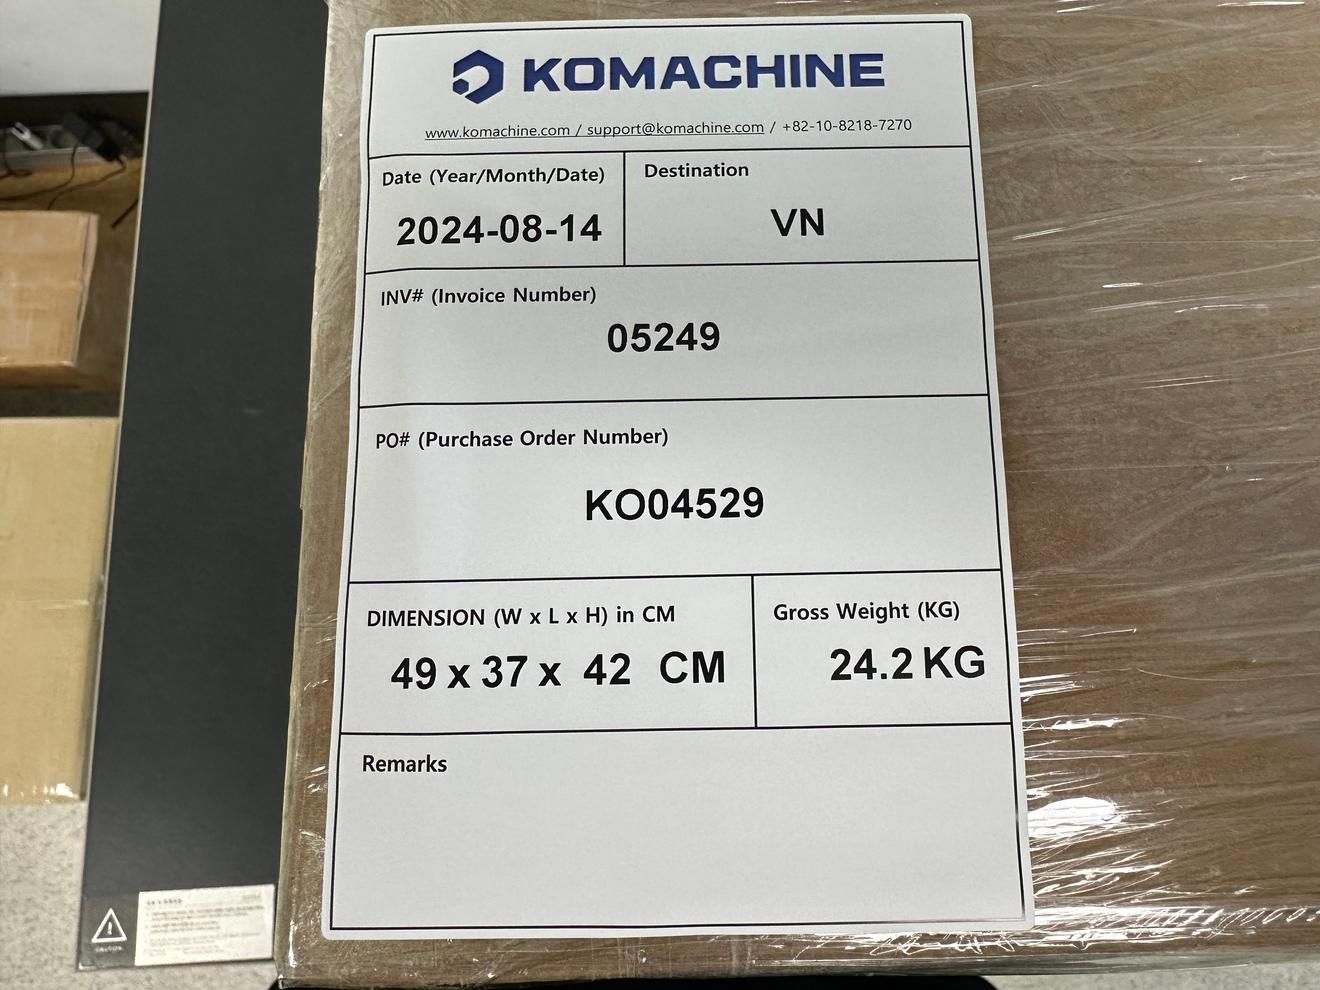 KOMACHINE
www.komachine.com / support@komachine.com / +82-10-8218-7270
Date (Year/Month/Date)
2024-08-14
Destination
VN
INV# (Invoice Number)
05249
PO# (Purchase Order Number)
KO04529
DIMENSION (W x L x H) in CM
49 x 37 x 42 CM
Gross Weight (KG)
24.2 KG
Remarks
CAUTION